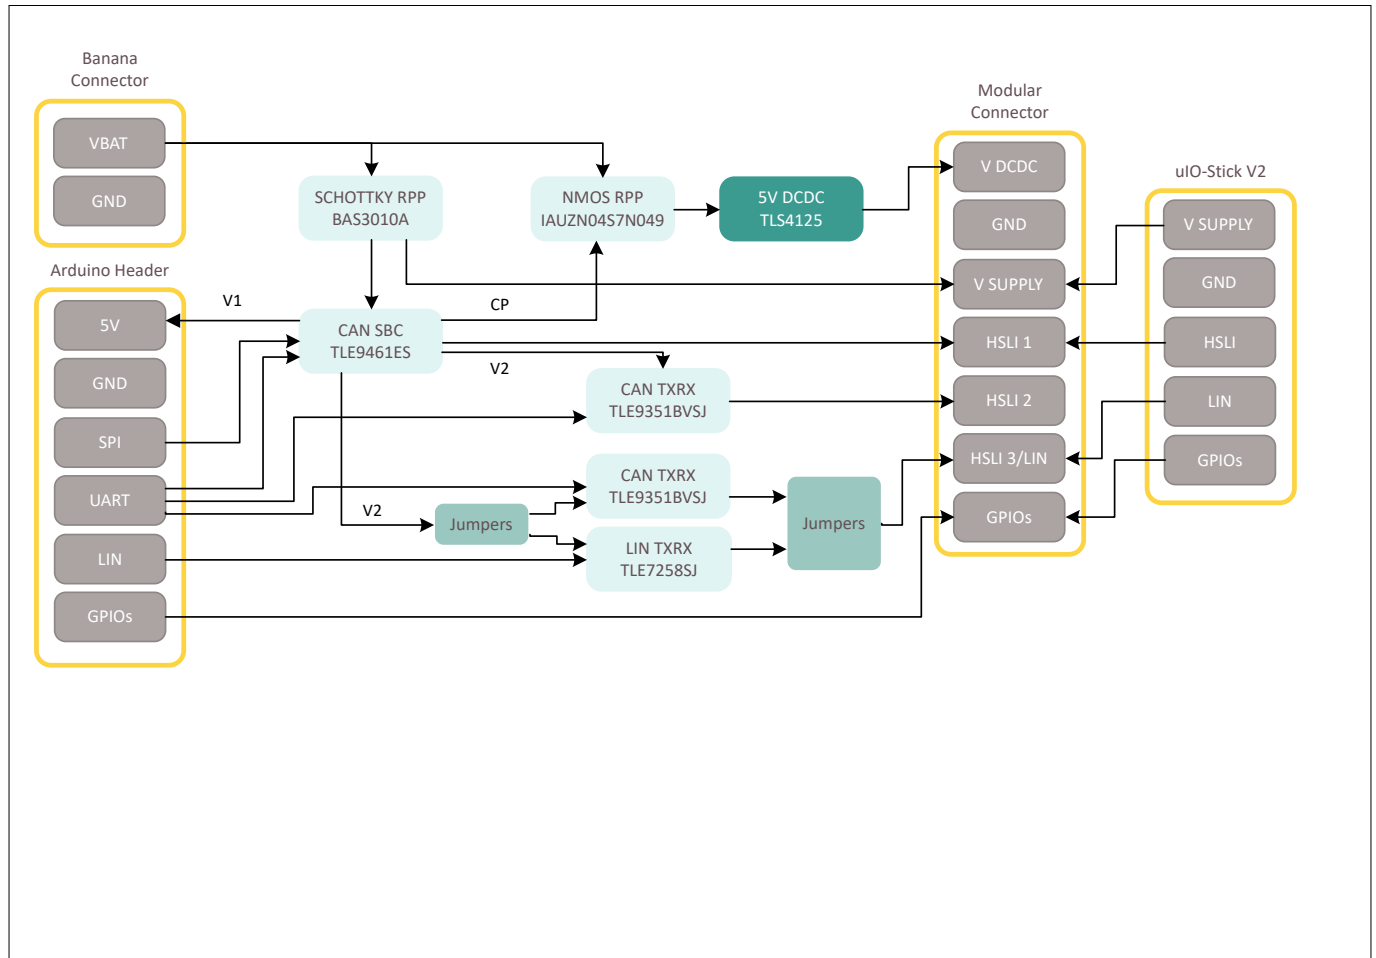 Banana
Connector
VBAT
GND
Arduino Header
5V
GND
SPI
UART
LIN
GPIOs
V1
SCHOTTKY RPP
BAS3010A
CAN SBC
TLE9461ES
CP
V2
V2
Jumpers
NMOS RPP
IAUZN04S7N049
5V DCDC
TLS4125
CAN TXRX
TLE9351BVSJ
CAN TXRX
TLE9351BVSJ
LIN TXRX
TLE7258SJ
Jumpers
Modular
Connector
V DCDC
GND
V SUPPLY
HSLI 1
HSLI 2
HSLI 3/LIN
GPIOs
uIO-Stick V2
V SUPPLY
GND
HSLI
LIN
GPIOs